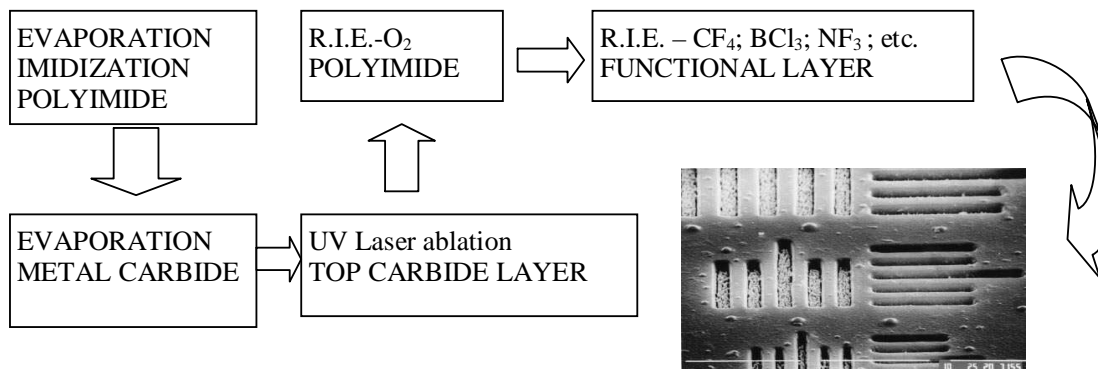 EVAPORATION
IMIDIZATION
POLYIMIDE
EVAPORATION
METAL CARBIDE
UV Laser ablation
TOP CARBIDE LAYER
R.I.E.-O₂
POLYIMIDE
R.I.E. – CF₄; BCl₃; NF₃ ; etc.
FUNCTIONAL LAYER